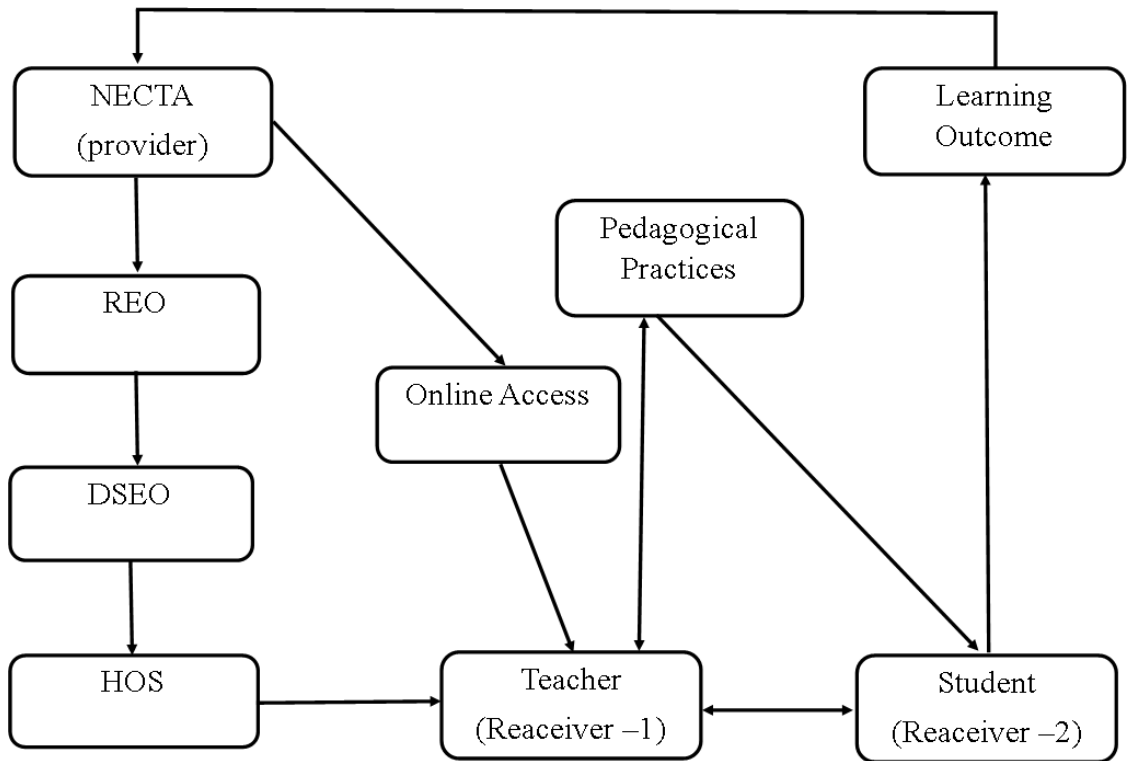 NECTA
(provider)
Learning
Outcome
Pedagogical
Practices
REO
Online Access
DSEO
HOS
Teacher
(Reaceiver –1)
Student
(Reaceiver –2)